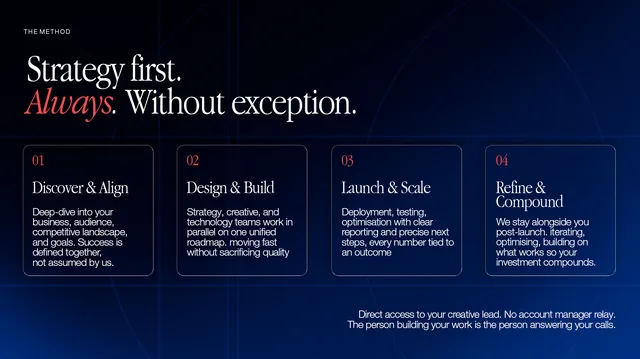 THE METHOD
Strategy first.
Always. Without exception.
01
Discover & Align
Deep-dive into your
business, audience,
competitive landscape,
and goals. Success is
defined together,
not assumed by us.
02
Design & Build
Strategy, creative, and
technology teams work in
parallel on one unified
roadmap. moving fast
without sacrificing quality
03
Launch & Scale
Deployment, testing,
optimisation with clear
reporting and precise next
steps, every number tied to
an outcome
04
Refine &
Compound
We stay alongside you
post-launch. iterating,
optimising, building on
what works so your
investment compounds.
Direct access to your creative lead. No account manager relay.
The person building your work is the person answering your calls.